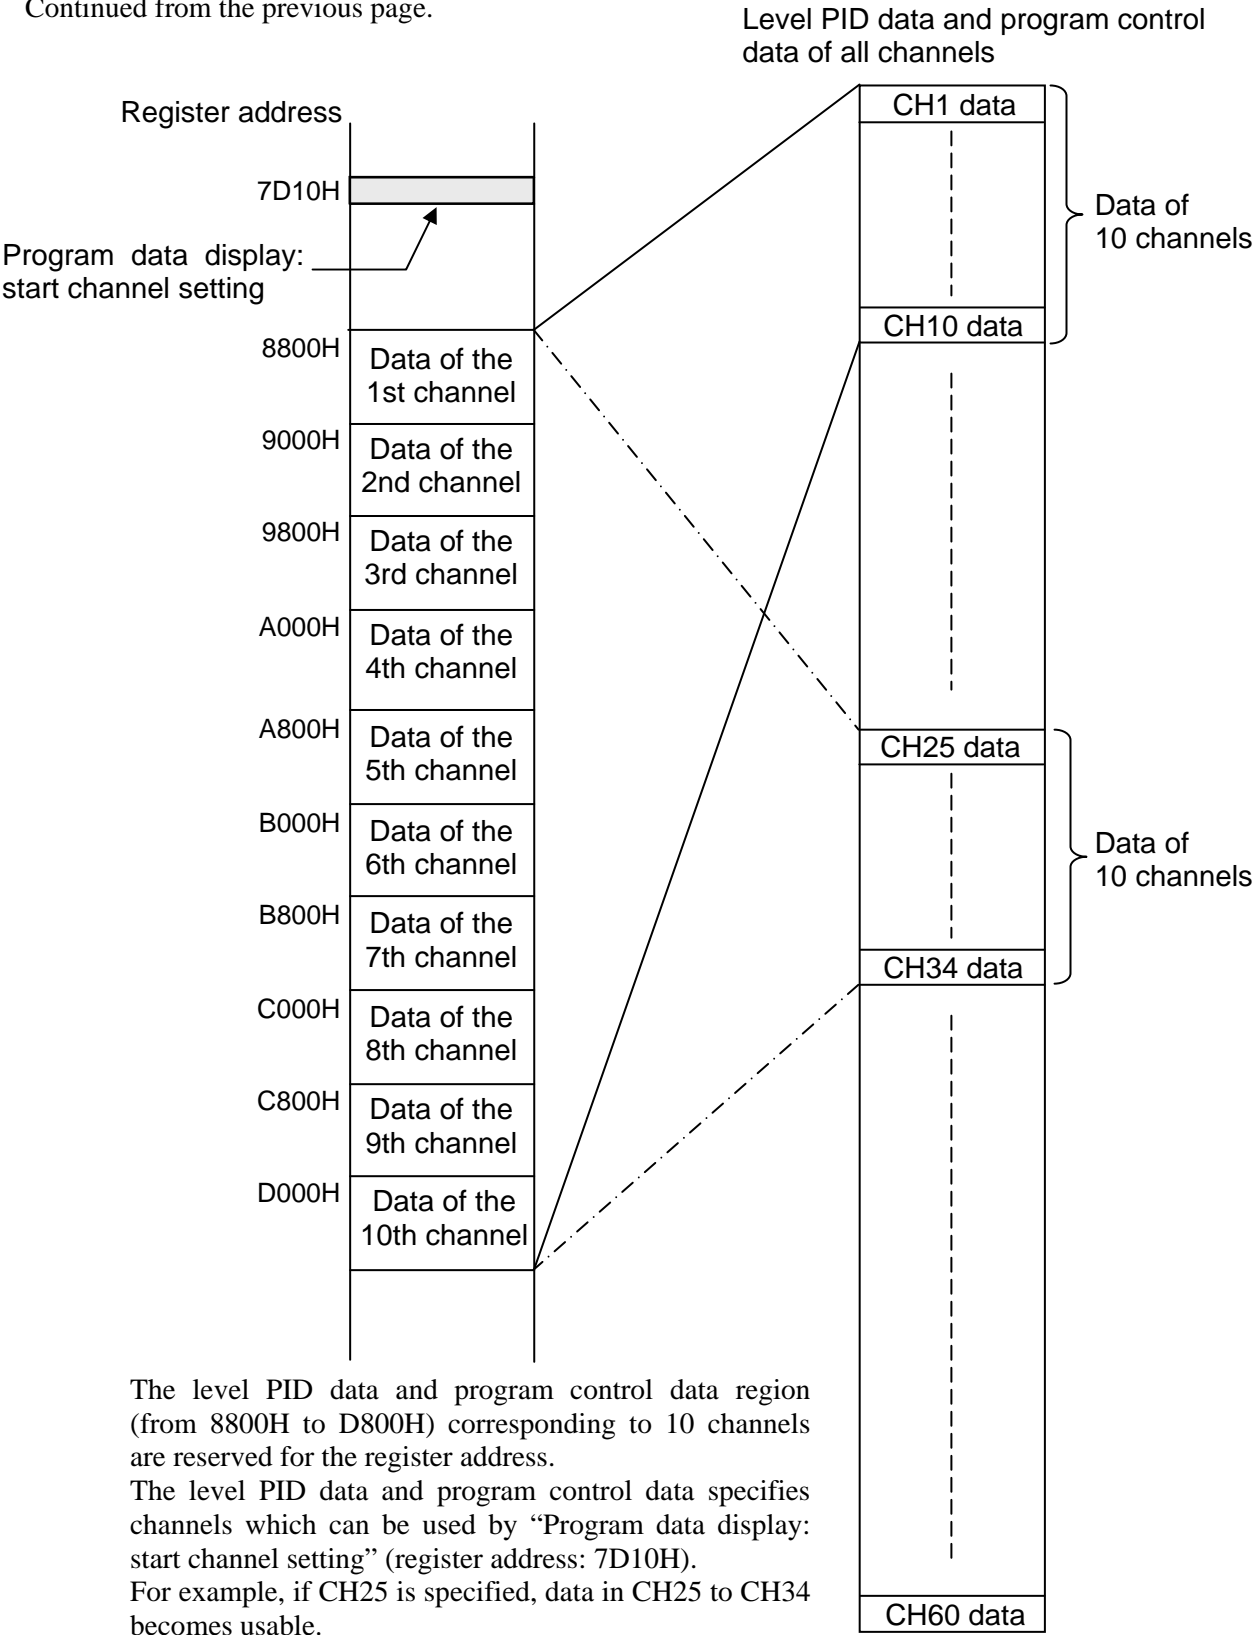 Continued from the previous page.
Level PID data and program control
data of all channels
Register address
7D10H
Program data display:
start channel setting
8800H
Data of the
1st channel
9000H
Data of the
2nd channel
9800H
Data of the
3rd channel
A000H
Data of the
4th channel
A800H
Data of the
5th channel
B000H
Data of the
6th channel
B800H
Data of the
7th channel
C000H
Data of the
8th channel
C800H
Data of the
9th channel
D000H
Data of the
10th channel
CH1 data
Data of
10 channels
CH10 data
CH25 data
Data of
10 channels
CH34 data
CH60 data
The level PID data and program control data region
(from 8800H to D800H) corresponding to 10 channels
are reserved for the register address.
The level PID data and program control data specifies
channels which can be used by “Program data display:
start channel setting” (register address: 7D10H).
For example, if CH25 is specified, data in CH25 to CH34
becomes usable.